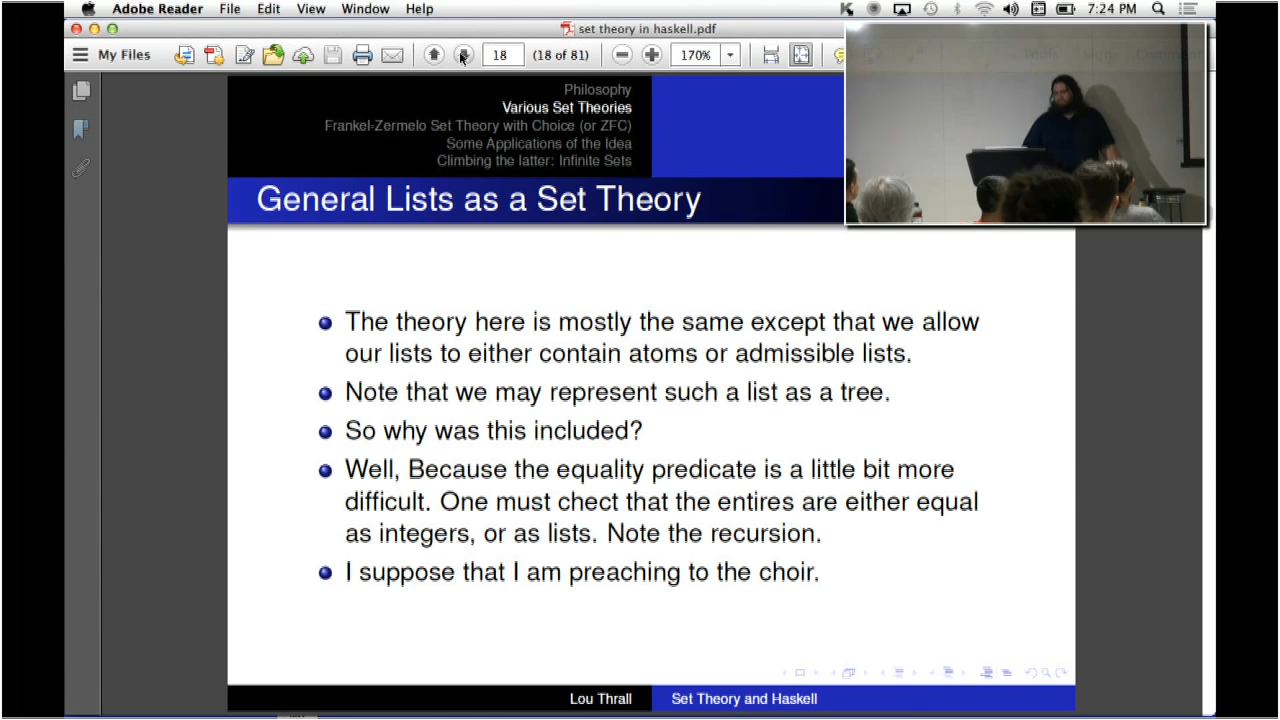 Adobe Reader File Edit View Window Help 7:24 PM
set theory in haskell.pdf
My Files 18 (18 of 81) 170%
Philosophy
Various Set Theories
Frankel-Zermelo Set Theory with Choice (or ZFC)
Some Applications of the Idea
Climbing the latter: Infinite Sets
General Lists as a Set Theory
The theory here is mostly the same except that we allow
our lists to either contain atoms or admissible lists.
Note that we may represent such a list as a tree.
So why was this included?
Well, Because the equality predicate is a little bit more
difficult. One must chect that the entires are either equal
as integers, or as lists. Note the recursion.
I suppose that I am preaching to the choir.
Lou Thrall Set Theory and Haskell